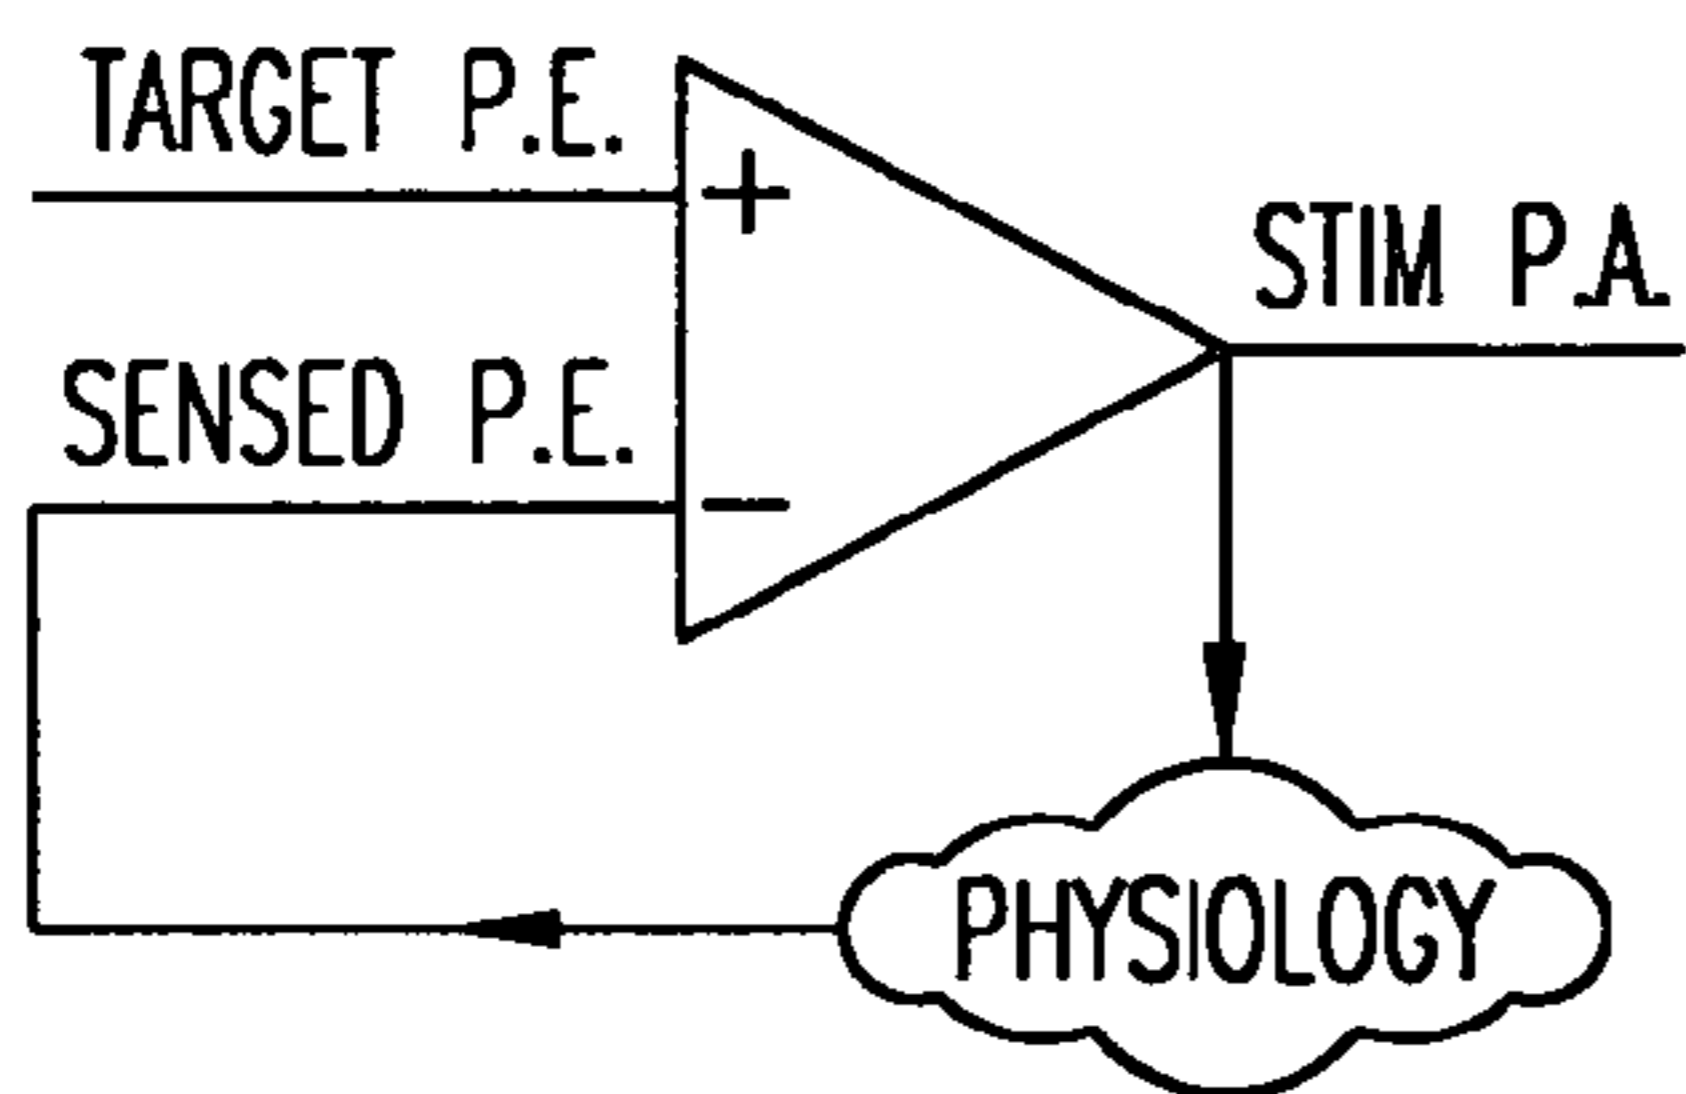 TARGET P.E.
+
STIM P.A.
SENSED P.E.
−
PHYSIOLOGY